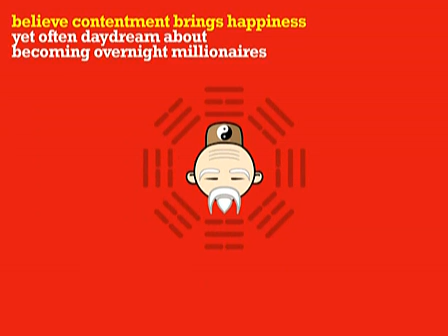 believe contentment brings happiness
yet often daydream about
becoming overnight millionaires